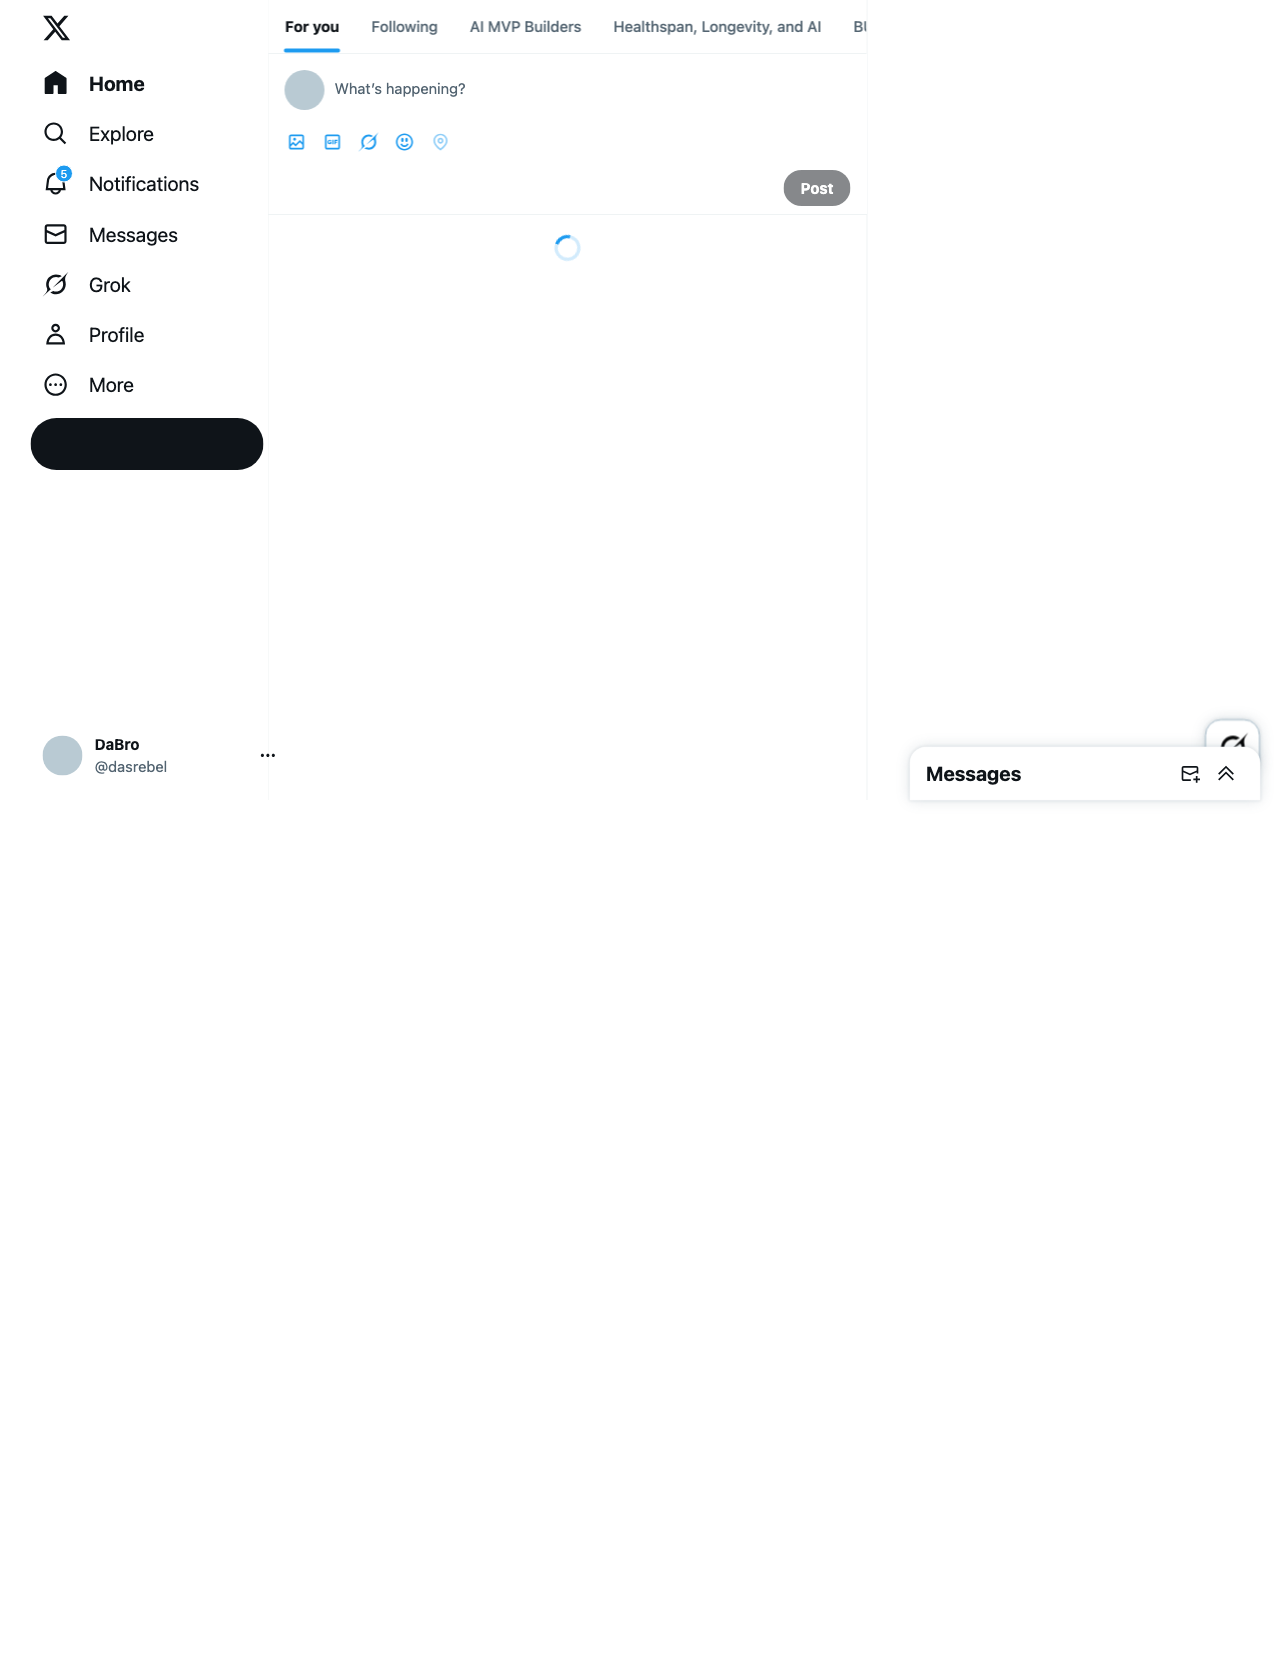 Home
Explore
5
Notifications
Messages
Grok
Profile
More
DaBro
@dasrebel
For you
Following
AI MVP Builders
Healthspan, Longevity, and AI
What's happening?
GIF
Post
Messages